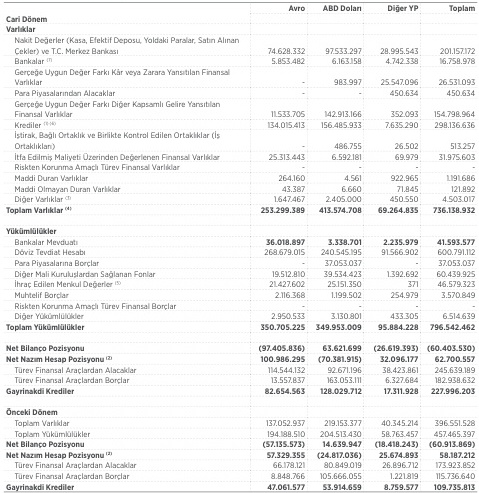 Avro ABD Doları Diğer YP Toplam
Cari Dönem
Varlıklar
Nakit Değerler (Kasa, Efektif Deposu, Yoldaki Paralar, Satın Alınan
Çekler) ve T.C. Merkez Bankası 74.628.332 97.533.297 28.995.543 201.157.172
Bankalar (7) 5.853.482 6.163.158 4.742.338 16.758.978
Gerçeğe Uygun Değer Farkı Kâr veya Zarara Yansıtılan Finansal
Varlıklar - 983.997 25.547.096 26.531.093
Para Piyasalarından Alacaklar - - 450.634 450.634
Gerçeğe Uygun Değer Farkı Diğer Kapsamlı Gelire Yansıtılan
Finansal Varlıklar 11.533.705 142.913.166 352.093 154.798.964
Krediler (1) (6) 134.015.413 156.485.933 7.635.290 298.136.636
İştirak, Bağlı Ortaklık ve Birlikte Kontrol Edilen Ortaklıklar (İş
Ortaklıkları) - 486.755 26.502 513.257
İtfa Edilmiş Maliyeti Üzerinden Değerlenen Finansal Varlıklar 25.313.443 6.592.181 69.979 31.975.603
Riskten Korunma Amaçlı Türev Finansal Varlıklar - - - -
Maddi Duran Varlıklar 264.160 4.561 922.965 1.191.686
Maddi Olmayan Duran Varlıklar 43.387 6.660 71.845 121.892
Diğer Varlıklar (3) 1.647.467 2.405.000 450.550 4.503.017
Toplam Varlıklar (4) 253.299.389 413.574.708 69.264.835 736.138.932
Yükümlülükler
Bankalar Mevduatı 36.018.897 3.338.701 2.235.979 41.593.577
Döviz Tevdiat Hesabı 268.679.015 240.545.195 91.566.902 600.791.112
Para Piyasalarına Borçlar - 37.053.037 - 37.053.037
Diğer Mali Kuruluşlardan Sağlanan Fonlar 19.512.810 39.534.423 1.392.692 60.439.925
İhraç Edilen Menkul Değerler (5) 21.427.602 25.151.350 371 46.579.323
Muhtelif Borçlar 2.116.368 1.199.502 254.979 3.570.849
Riskten Korunma Amaçlı Türev Finansal Borçlar - - - -
Diğer Yükümlülükler 2.950.533 3.130.801 433.305 6.514.639
Toplam Yükümlülükler 350.705.225 349.953.009 95.884.228 796.542.462
Net Bilanço Pozisyonu (97.405.836) 63.621.699 (26.619.393) (60.403.530)
Net Nazım Hesap Pozisyonu (2) 100.986.295 (70.381.915) 32.096.177 62.700.557
Türev Finansal Araçlardan Alacaklar 114.544.132 92.671.196 38.423.861 245.639.189
Türev Finansal Araçlardan Borçlar 13.557.837 163.053.111 6.327.684 182.938.632
Gayrinakdi Krediler 82.654.563 128.029.712 17.311.928 227.996.203
Önceki Dönem
Toplam Varlıklar 137.052.937 219.153.377 40.345.214 396.551.528
Toplam Yükümlülükler 194.188.510 204.513.430 58.763.457 457.465.397
Net Bilanço Pozisyonu (57.135.573) 14.639.947 (18.418.243) (60.913.869)
Net Nazım Hesap Pozisyonu (2) 57.329.355 (24.817.036) 25.674.893 58.187.212
Türev Finansal Araçlardan Alacaklar 66.178.121 80.849.019 26.896.712 173.923.852
Türev Finansal Araçlardan Borçlar 8.848.766 105.666.055 1.221.819 115.736.640
Gayrinakdi Krediler 47.061.577 53.914.659 8.759.577 109.735.813